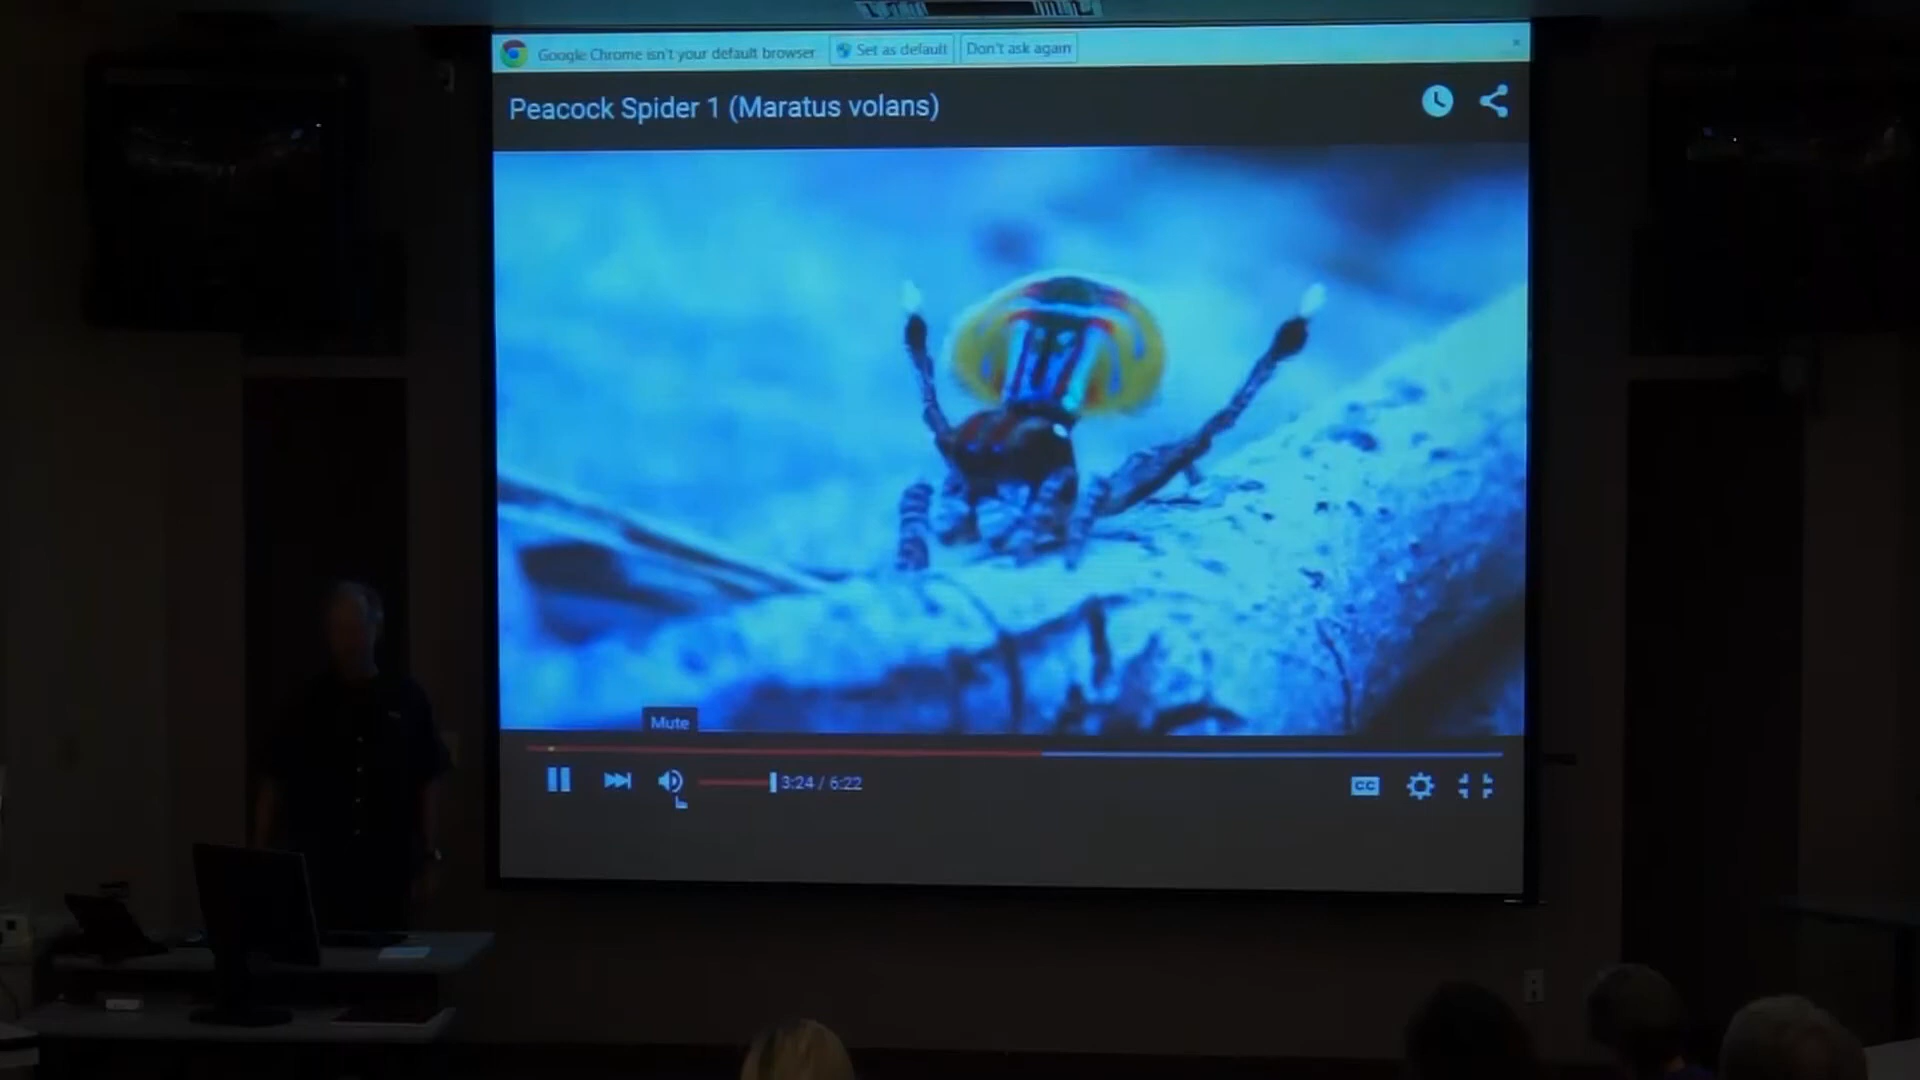 Google Chrome isn't your default browser Set as default Don't ask again
Peacock Spider 1 (Maratus volans)
Mute
3:24 / 6:22
CC